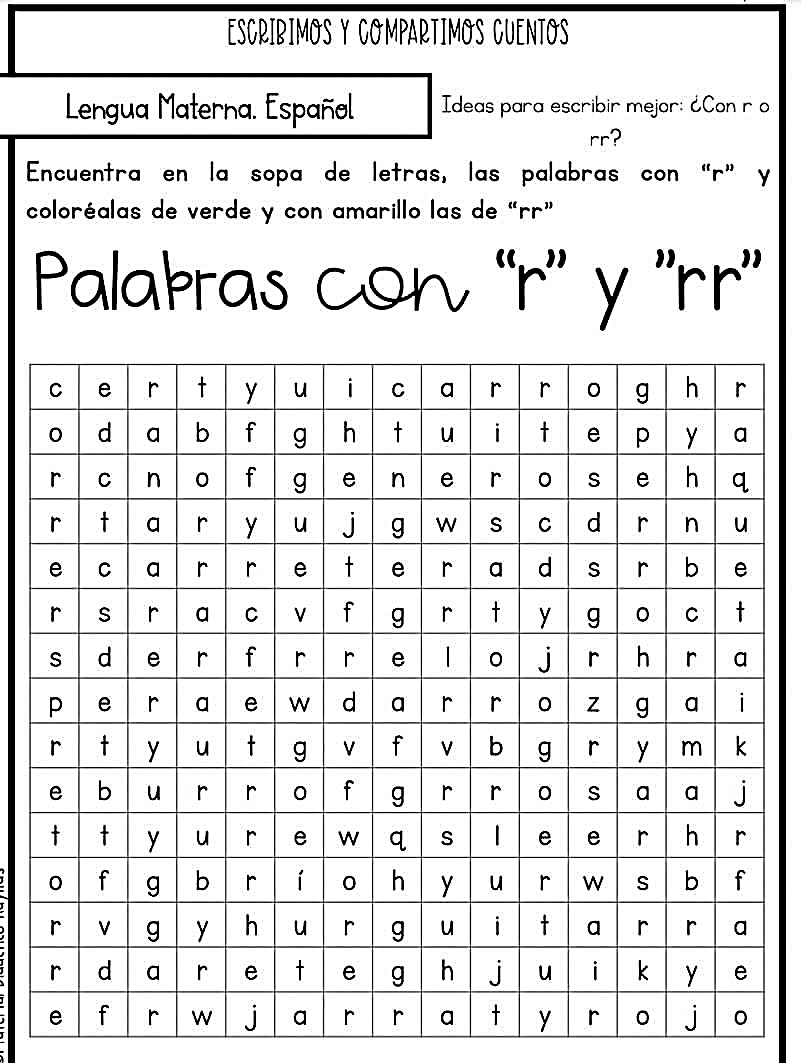 ESCRIBIMOS Y COMPARTIMOS CUENTOS
Lengua Materna. Español
Ideas para escribir mejor: ¿Con r o
rr?
Encuentra en la sopa de letras, las palabras con “r” y
coloréalas de verde y con amarillo las de “rr”
Palabras con “r” y ”rr”
c e r t y u i c a r r o g h r
o d a b f g h t u i t e p y a
r c n o f g e n e r o s e h q
r t a r y u j g w s c d r n u
e c a r r e t e r a d s r b e
r s r a c v f g r t y g o c t
s d e r f r r e l o j r h r a
p e r a e w d a r r o z g a i
r t y u t g v f v b g r y m k
e b u r r o f g r r o s a a j
t t y u r e w q s l e e r h r
o f g b r í o h y u r w s b f
r v g y h u r g u i t a r r a
r d a r e t e g h j u i k y e
e f r w j a r r a t y r o j o